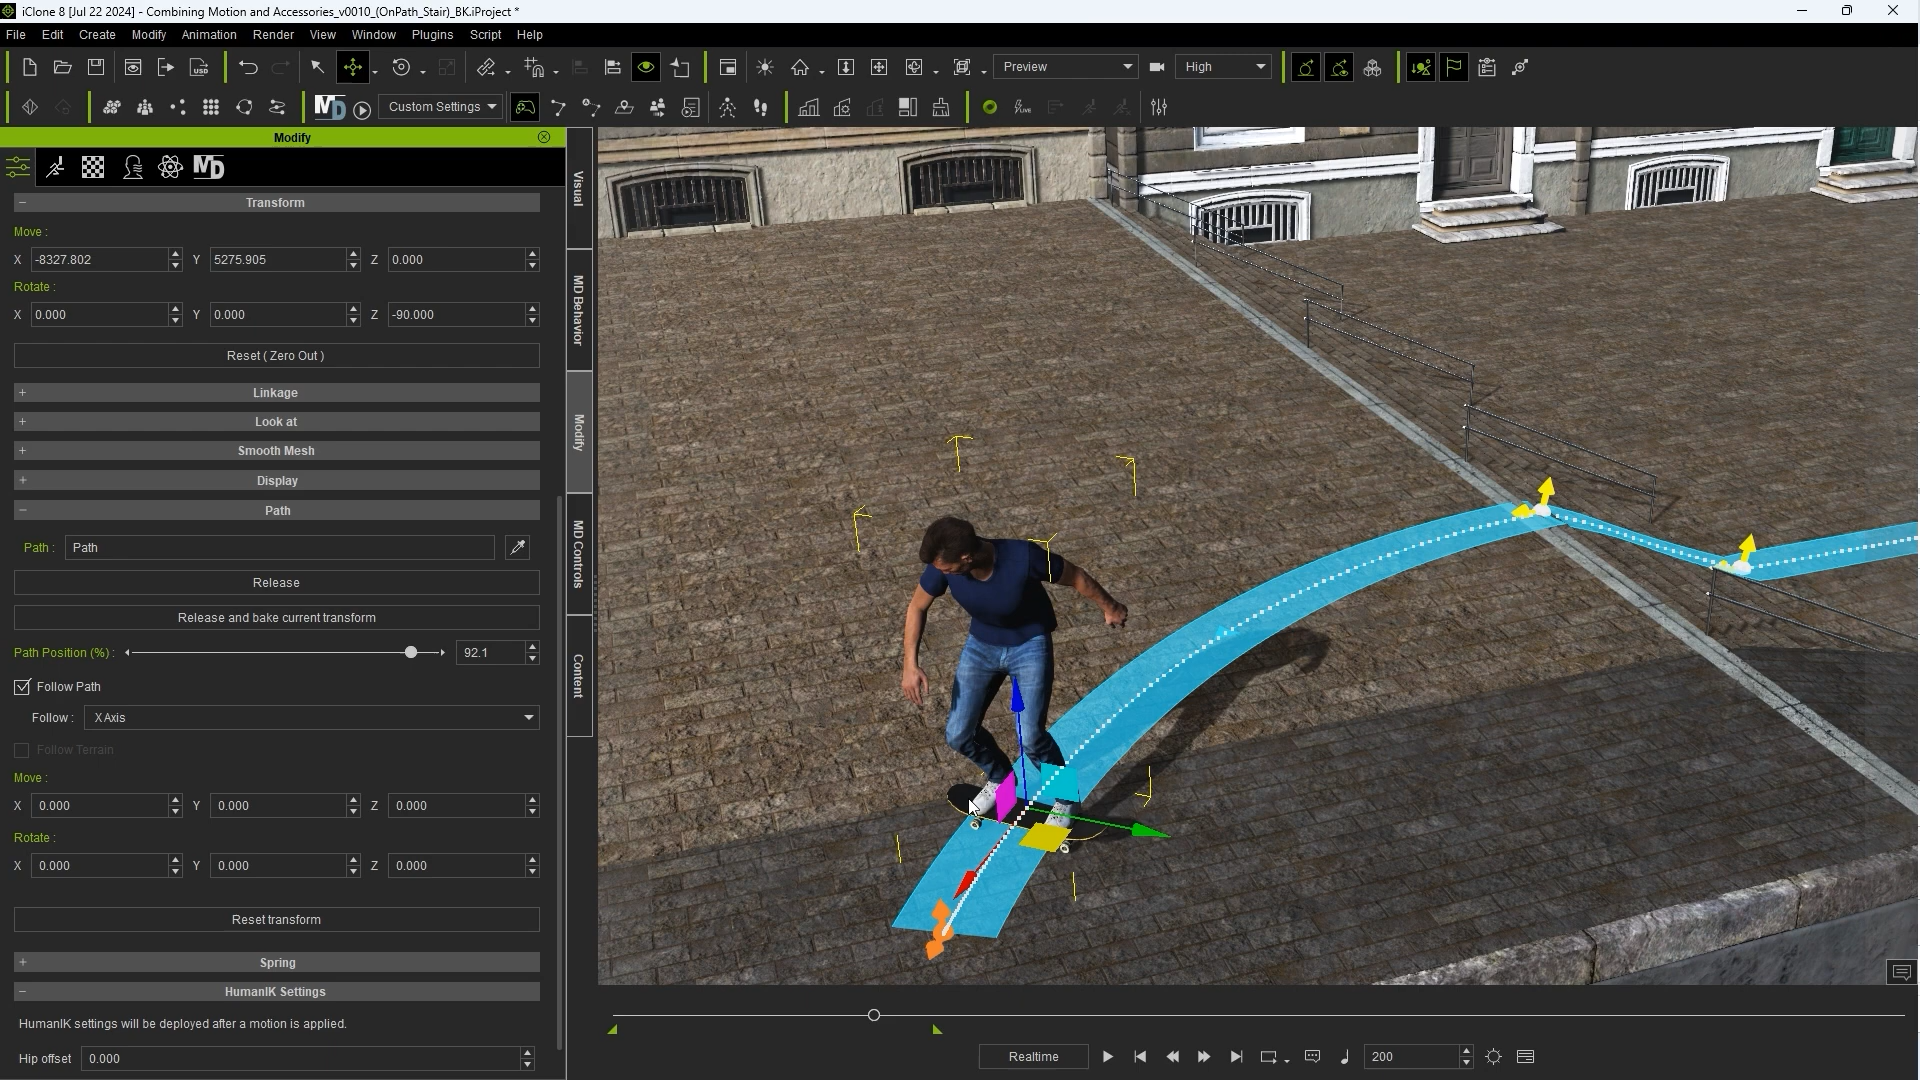 iClone 8 [Jul 22 2024] - Combining Motion and Accessories_v0010_(OnPath_Stair)_BK.iProject *
File Edit Create Modify Animation Render View Window Plugins Script Help
USD Preview High
MD Custom Settings LIVE
Modify
MD
Transform
Move :
X -8327.802 Y 5275.905 Z 0.000
Rotate :
X 0.000 Y 0.000 Z -90.000
Reset ( Zero Out )
+ Linkage
+ Look at
+ Smooth Mesh
+ Display
− Path
Path : Path
Release
Release and bake current transform
Path Position (%) : 92.1
Follow Path
Follow : X Axis
Follow Terrain
Move :
X 0.000 Y 0.000 Z 0.000
Rotate :
X 0.000 Y 0.000 Z 0.000
Reset transform
+ Spring
− HumanIK Settings
HumanIK settings will be deployed after a motion is applied.
Hip offset 0.000
Visual
MD Behavior
Modify
MD Controls
Content
Realtime 200